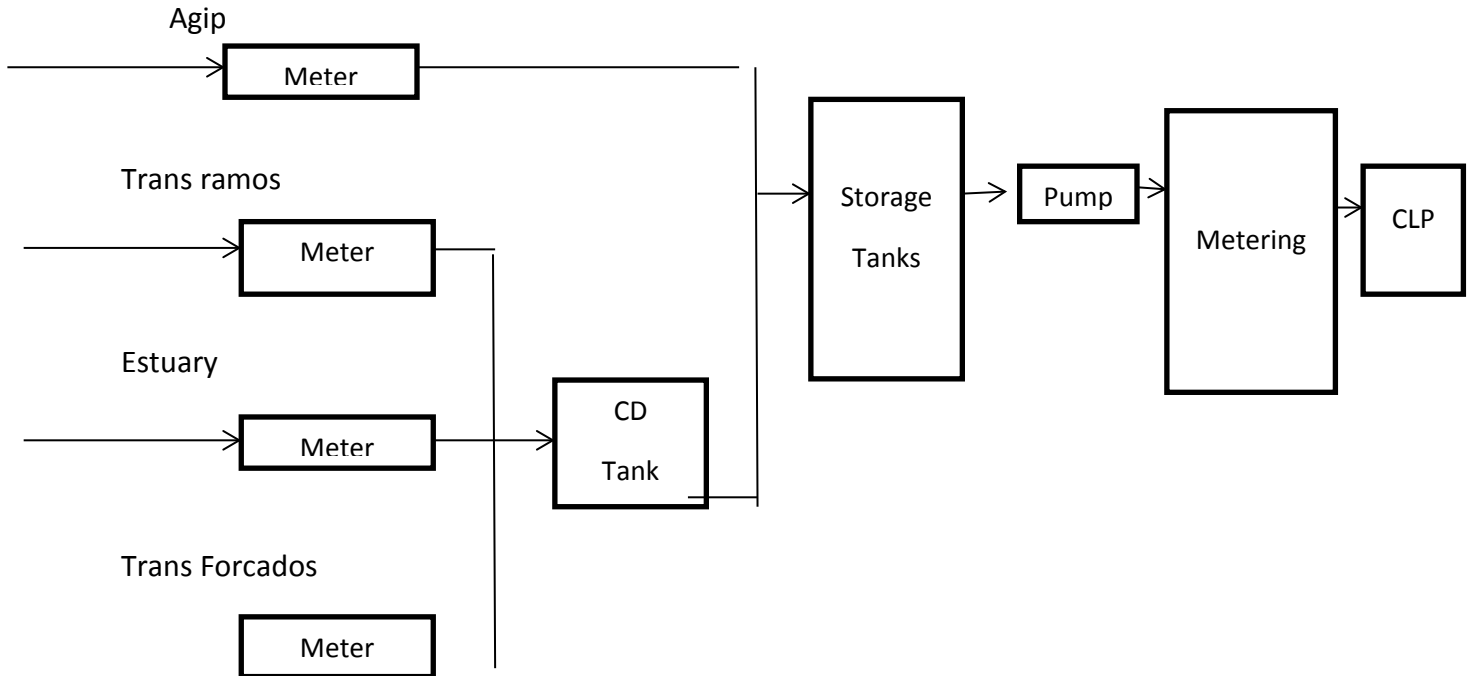 Agip
Meter
Trans ramos
Meter
Estuary
Meter
Trans Forcados
Meter
CD
Tank
Storage
Tanks
Pump
Metering
CLP